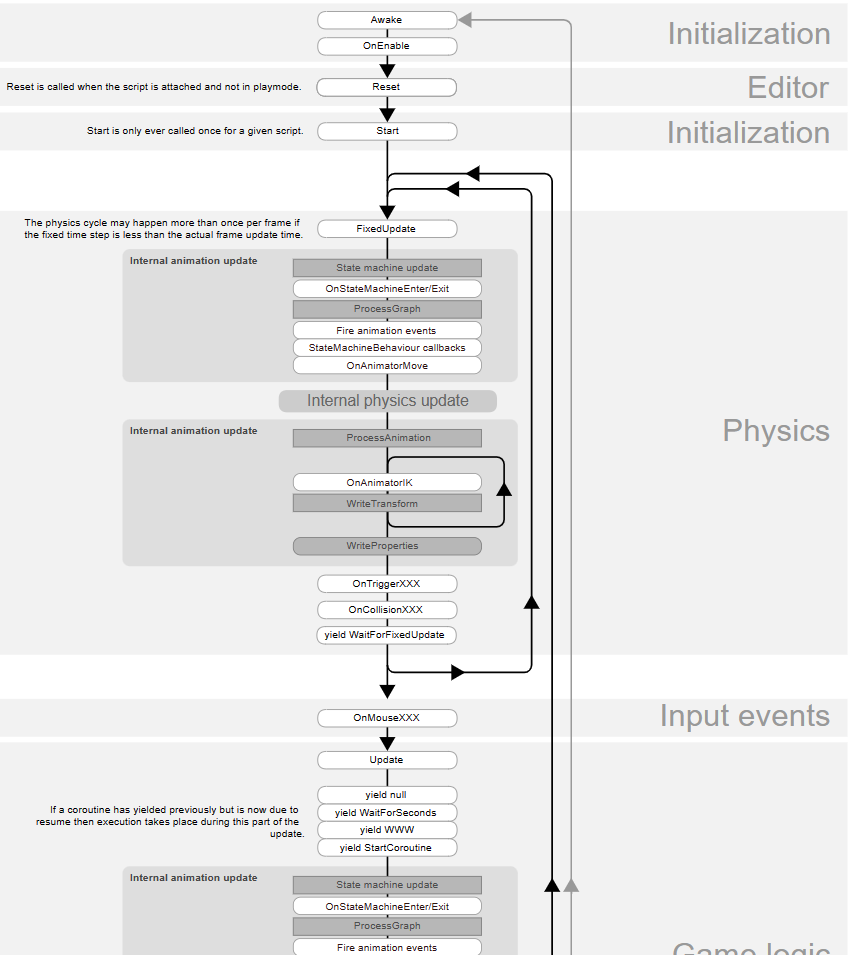 Awake
Initialization
OnEnable
Reset is called when the script is attached and not in playmode.
Reset
Editor
Start is only ever called once for a given script.
Start
Initialization
The physics cycle may happen more than once per frame if
the fixed time step is less than the actual frame update time.
FixedUpdate
Internal animation update
State machine update
OnStateMachineEnter/Exit
ProcessGraph
Fire animation events
StateMachineBehaviour callbacks
OnAnimatorMove
Internal physics update
Physics
Internal animation update
ProcessAnimation
OnAnimatorIK
WriteTransform
WriteProperties
OnTriggerXXX
OnCollisionXXX
yield WaitForFixedUpdate
OnMouseXXX
Input events
Update
yield null
If a coroutine has yielded previously but is now due to
resume then execution takes place during this part of the
update.
yield WaitForSeconds
yield WWW
yield StartCoroutine
Internal animation update
State machine update
OnStateMachineEnter/Exit
ProcessGraph
Fire animation events
Game logic